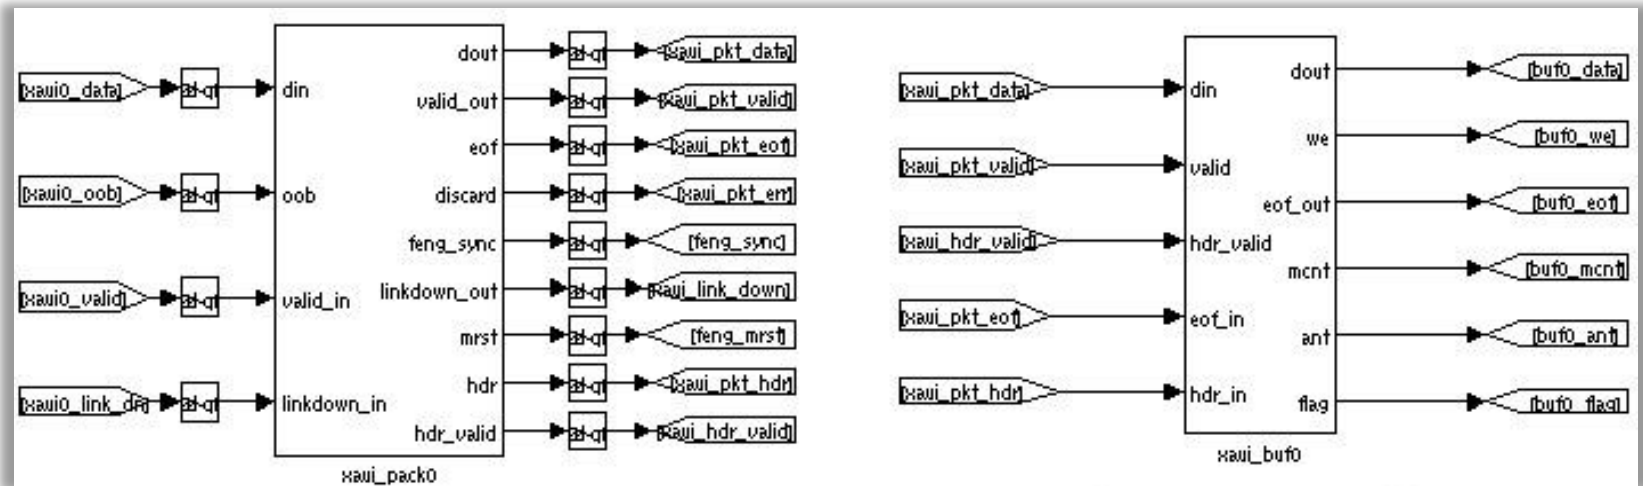 [xaui0_data]
[xaui0_oob]
[xaui0_valid]
[xaui0_link_dn]
din
oob
valid_in
linkdown_in
dout
valid_out
eof
discard
feng_sync
linkdown_out
mrst
hdr
hdr_valid
[xaui_pkt_data]
[xaui_pkt_valid]
[xaui_pkt_eof]
[xaui_pkt_err]
[feng_sync]
[xaui_link_down]
[feng_mrst]
[xaui_pkt_hdr]
[xaui_hdr_valid]
xaui_pack0
[xaui_pkt_data]
[xaui_pkt_valid]
[xaui_hdr_valid]
[xaui_pkt_eof]
[xaui_pkt_hdr]
din
valid
hdr_valid
eof_in
hdr_in
dout
we
eof_out
mcnt
ant
flag
[buf0_data]
[buf0_we]
[buf0_eof]
[buf0_mcnt]
[buf0_ant]
[buf0_flag]
xaui_buf0